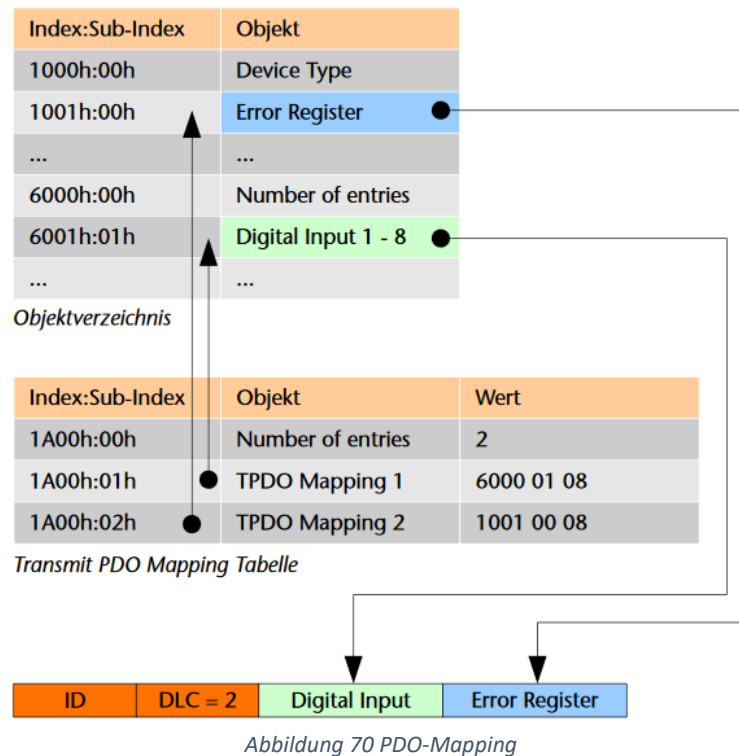 Index:Sub-Index Objekt
1000h:00h Device Type
1001h:00h Error Register
... ...
6000h:00h Number of entries
6001h:01h Digital Input 1 - 8
... ...
Objektverzeichnis
Index:Sub-Index Objekt Wert
1A00h:00h Number of entries 2
1A00h:01h TPDO Mapping 1 6000 01 08
1A00h:02h TPDO Mapping 2 1001 00 08
Transmit PDO Mapping Tabelle
ID DLC = 2 Digital Input Error Register
Abbildung 70 PDO-Mapping